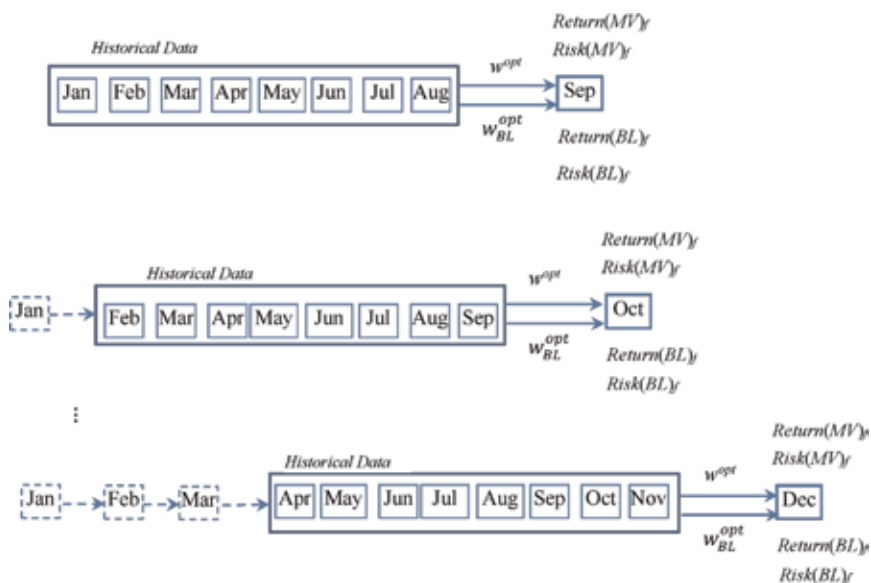 Return(MV)f
Historical Data
Risk(MV)f
w^opt
Jan Feb Mar Apr May Jun Jul Aug
Sep
w_BL^opt
Return(BL)f
Risk(BL)f
Return(MV)f
Historical Data
Risk(MV)f
w^opt
Jan
Feb Mar Apr May Jun Jul Aug Sep
Oct
w_BL^opt
Return(BL)f
Risk(BL)f
⋮
Return(MV)f
Historical Data
Risk(MV)f
w^opt
Jan Feb Mar
Apr May Jun Jul Aug Sep Oct Nov
Dec
w_BL^opt
Return(BL)f
Risk(BL)f